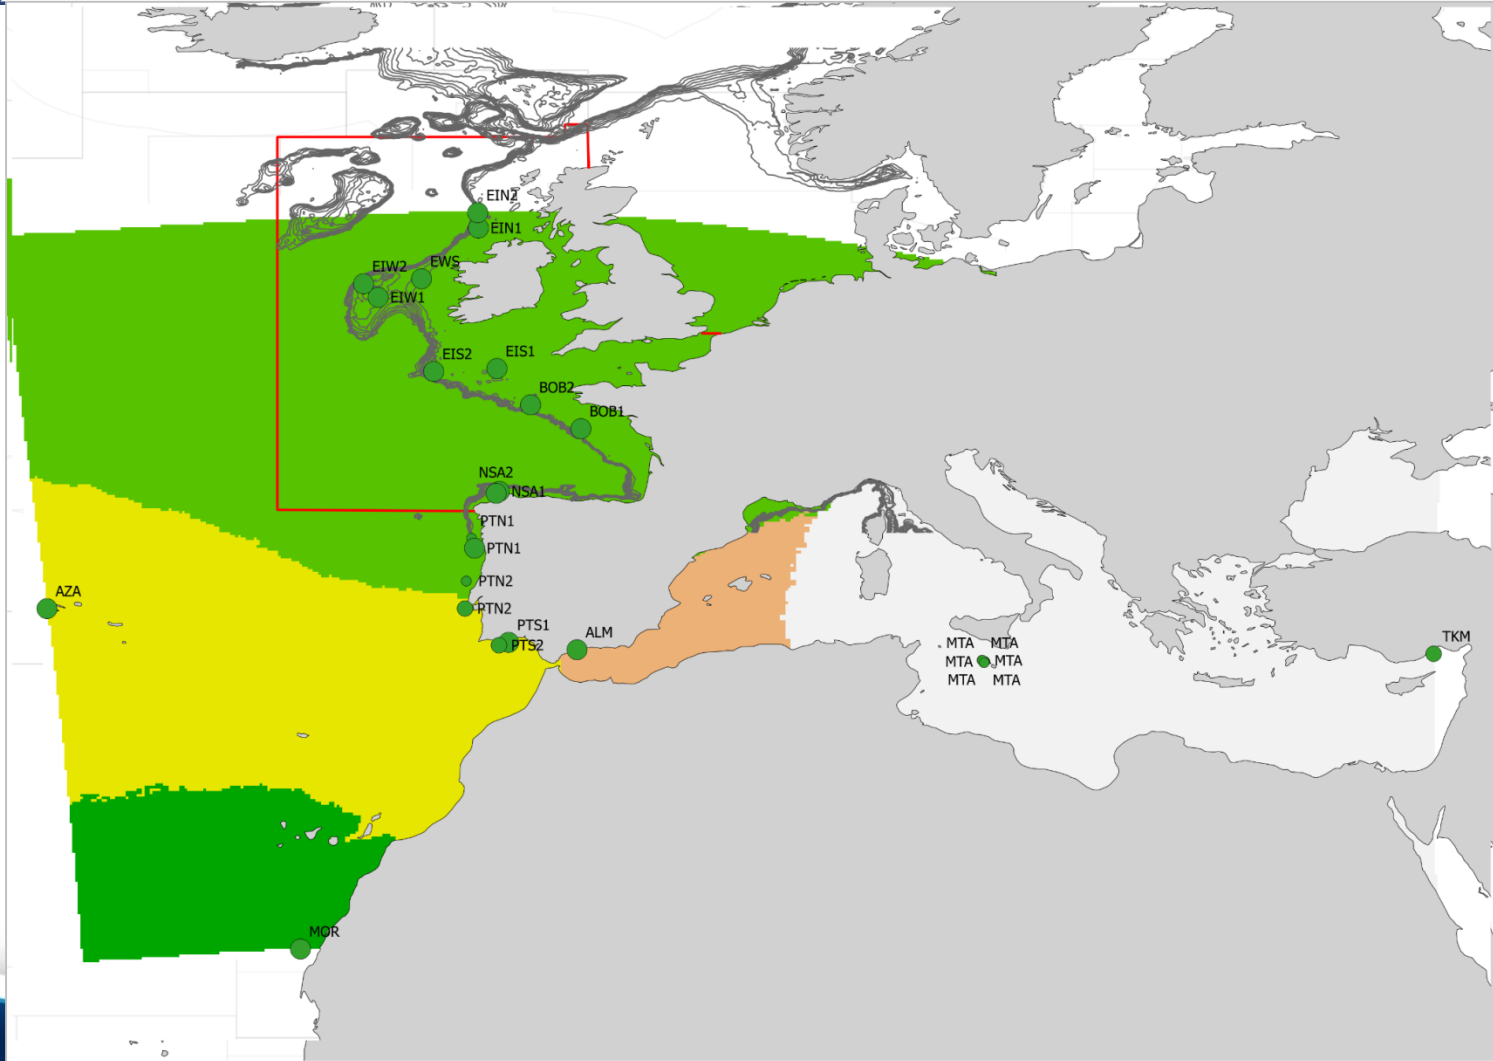 EIN2
EIN1
EWS
EIW2
EIW1
EIS2
EIS1
BOB2
BOB1
NSA2
NSA1
PTN1
PTN1
PTN2
AZA
PTN2
PTS1
PTS2
ALM
MTA MTA
MTA MTA
MTA MTA
TKM
MOR